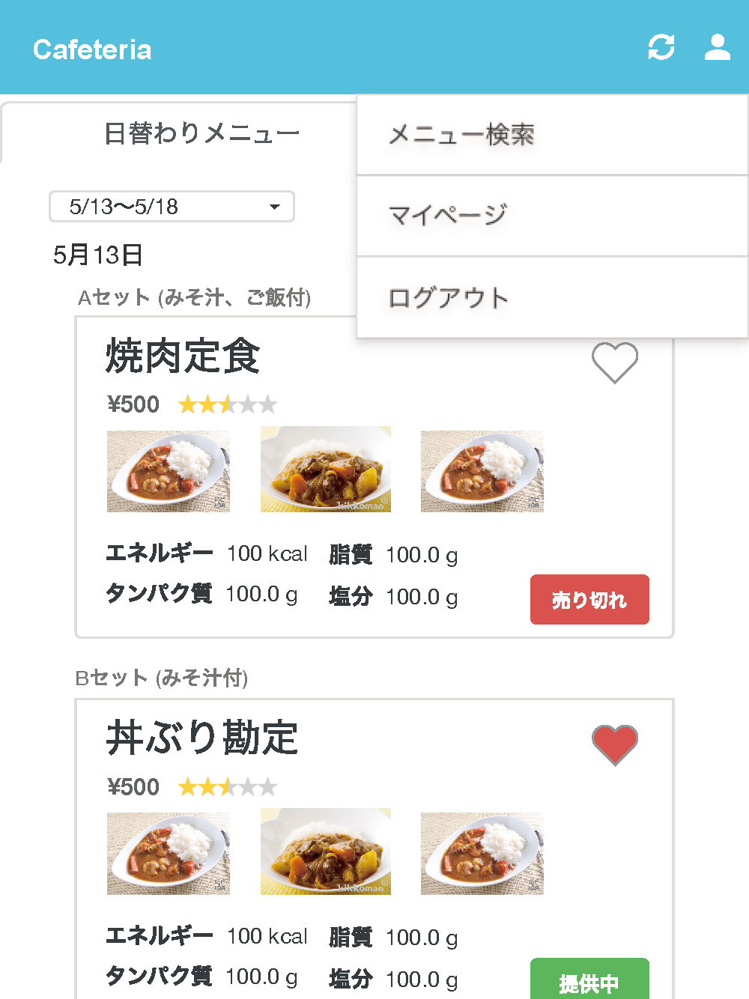 Cafeteria
日替わりメニュー
メニュー検索
マイページ
ログアウト
5/13〜5/18
5月13日
Aセット (みそ汁、ご飯付)
焼肉定食
¥500
kikkoman
エネルギー 100 kcal 脂質 100.0 g
タンパク質 100.0 g 塩分 100.0 g
売り切れ
Bセット (みそ汁付)
丼ぶり勘定
¥500
kikkoman
エネルギー 100 kcal 脂質 100.0 g
タンパク質 100.0 g 塩分 100.0 g
提供中